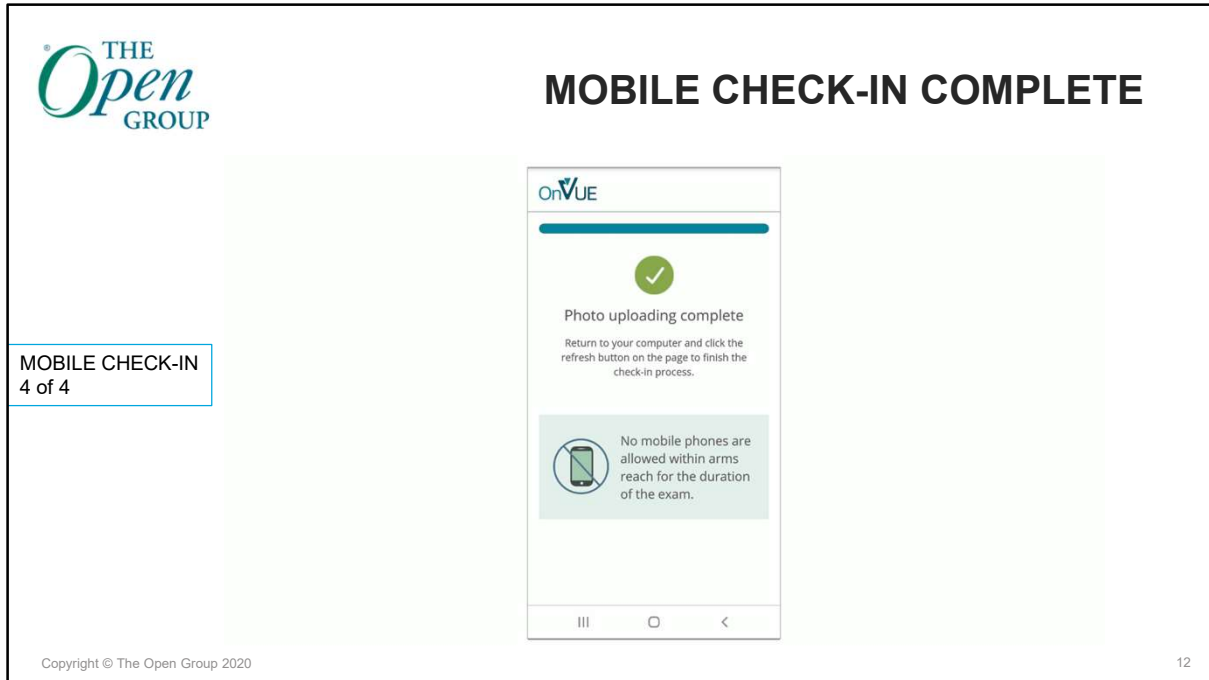 ® THE
Open
GROUP
MOBILE CHECK-IN COMPLETE
OnVUE
Photo uploading complete
Return to your computer and click the
refresh button on the page to finish the
check-in process.
MOBILE CHECK-IN
4 of 4
No mobile phones are
allowed within arms
reach for the duration
of the exam.
Copyright © The Open Group 2020
12